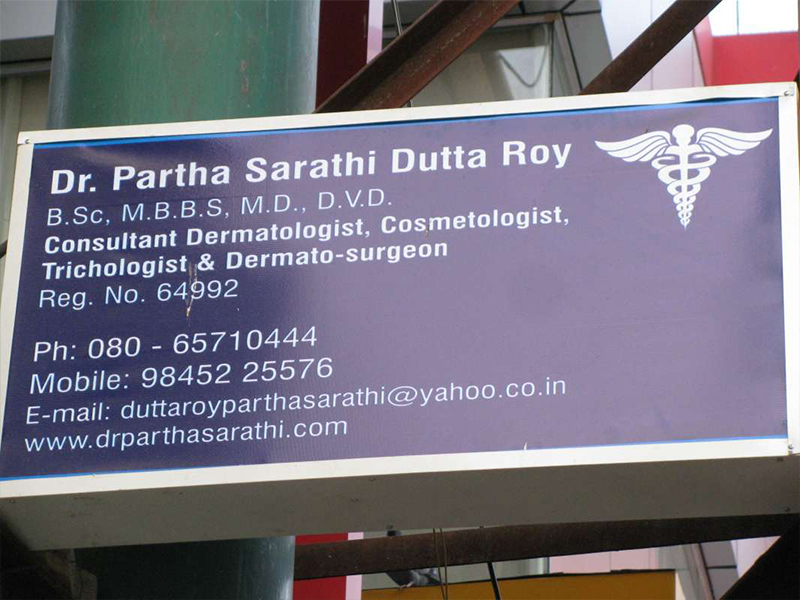 Dr. Partha Sarathi Dutta Roy
B.Sc, M.B.B.S, M.D., D.V.D.
Consultant Dermatologist, Cosmetologist,
Trichologist & Dermato-surgeon
Reg. No. 64992
Ph: 080 - 65710444
Mobile: 98452 25576
E-mail: duttaroyparthasarathi@yahoo.co.in
www.drparthasarathi.com